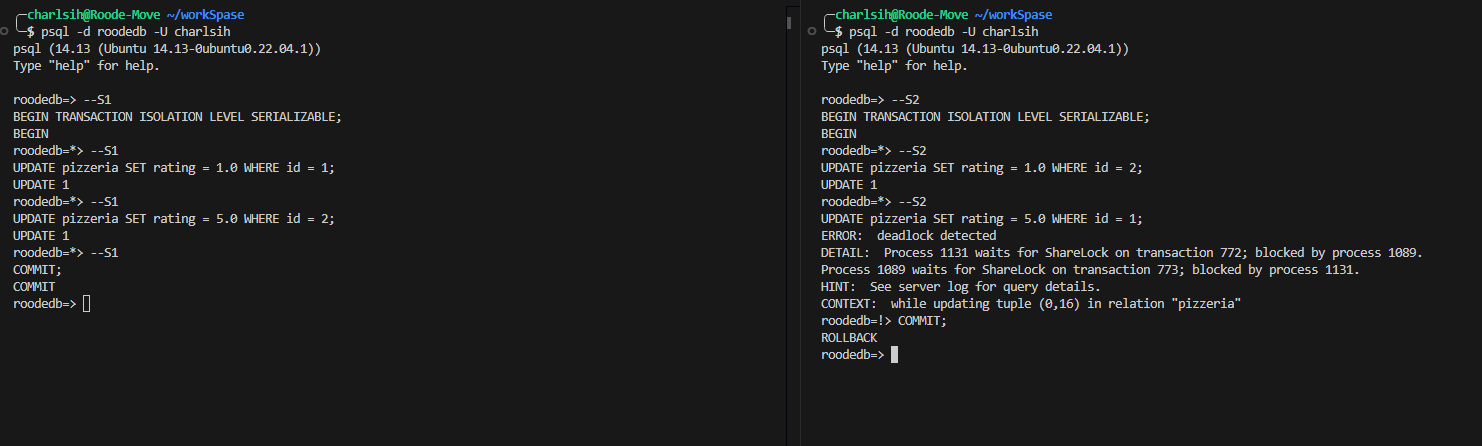 charlsih@Roode-Move ~/workSpase
$ psql -d roodedb -U charlsih
psql (14.13 (Ubuntu 14.13-0ubuntu0.22.04.1))
Type "help" for help.
roodedb=> --S1
BEGIN TRANSACTION ISOLATION LEVEL SERIALIZABLE;
BEGIN
roodedb=*> --S1
UPDATE pizzeria SET rating = 1.0 WHERE id = 1;
UPDATE 1
roodedb=*> --S1
UPDATE pizzeria SET rating = 5.0 WHERE id = 2;
UPDATE 1
roodedb=*> --S1
COMMIT;
COMMIT
roodedb=>
charlsih@Roode-Move ~/workSpase
$ psql -d roodedb -U charlsih
psql (14.13 (Ubuntu 14.13-0ubuntu0.22.04.1))
Type "help" for help.
roodedb=> --S2
BEGIN TRANSACTION ISOLATION LEVEL SERIALIZABLE;
BEGIN
roodedb=*> --S2
UPDATE pizzeria SET rating = 1.0 WHERE id = 2;
UPDATE 1
roodedb=*> --S2
UPDATE pizzeria SET rating = 5.0 WHERE id = 1;
ERROR:  deadlock detected
DETAIL:  Process 1131 waits for ShareLock on transaction 772; blocked by process 1089.
Process 1089 waits for ShareLock on transaction 773; blocked by process 1131.
HINT:  See server log for query details.
CONTEXT:  while updating tuple (0,16) in relation "pizzeria"
roodedb=!> COMMIT;
ROLLBACK
roodedb=>